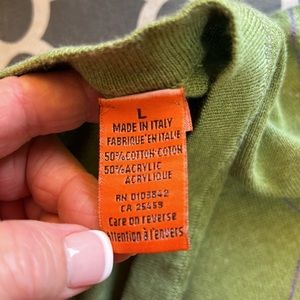 L
MADE IN ITALY
FABRIQUE EN ITALIE
50% COTTON-COTON
50% ACRYLIC
ACRYLIQUE
RN 0103842
CA 25459
Care on reverse
Attention à l'envers